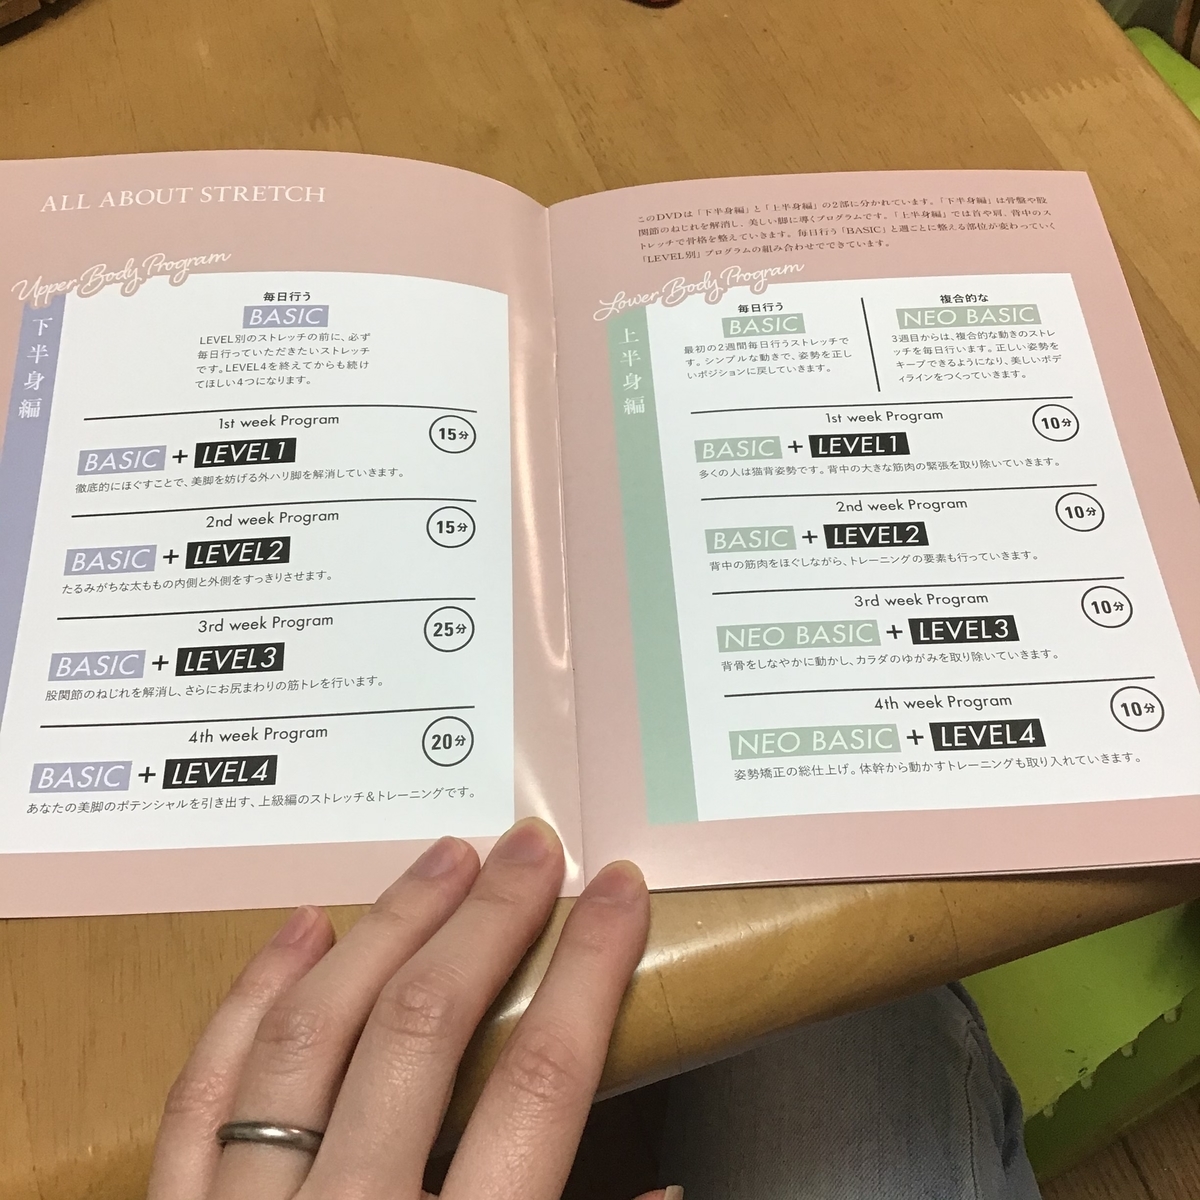 ALL ABOUT STRETCH
Upper Body Program
下半身編
毎日行う
BASIC
LEVEL別のストレッチの前に、必ず
毎日行っていただきたいストレッチ
です。LEVEL4を終えてからも続け
てほしい4つになります。
1st week Program
15分
BASIC + LEVEL1
徹底的にほぐすことで、美脚を妨げる外ハリ脚を解消していきます。
2nd week Program
15分
BASIC + LEVEL2
たるみがちな太ももの内側と外側をすっきりさせます。
3rd week Program
25分
BASIC + LEVEL3
股関節のねじれを解消し、さらにお尻まわりの筋トレを行います。
4th week Program
20分
BASIC + LEVEL4
あなたの美脚のポテンシャルを引き出す、上級編のストレッチ&トレーニングです。
このDVDは「下半身編」と「上半身編」の2部に分かれています。「下半身編」は骨盤や股
関節のねじれを解消し、美しい脚に導くプログラムです。「上半身編」では首や肩、背中のス
トレッチで骨格を整えていきます。毎日行う「BASIC」と週ごとに整える部位が変わっていく
「LEVEL別」プログラムの組み合わせでできています。
Lower Body Program
上半身編
毎日行う
BASIC
最初の2週間毎日行うストレッチで
す。シンプルな動きで、姿勢を正し
いポジションに戻していきます。
複合的な
NEO BASIC
3週目からは、複合的な動きのストレ
ッチを毎日行います。正しい姿勢を
キープできるようになり、美しいボデ
ィラインをつくっていきます。
1st week Program
10分
BASIC + LEVEL1
多くの人は猫背姿勢です。背中の大きな筋肉の緊張を取り除いていきます。
2nd week Program
10分
BASIC + LEVEL2
背中の筋肉をほぐしながら、トレーニングの要素も行っていきます。
3rd week Program
10分
NEO BASIC + LEVEL3
背骨をしなやかに動かし、カラダのゆがみを取り除いていきます。
4th week Program
10分
NEO BASIC + LEVEL4
姿勢矯正の総仕上げ。体幹から動かすトレーニングも取り入れていきます。